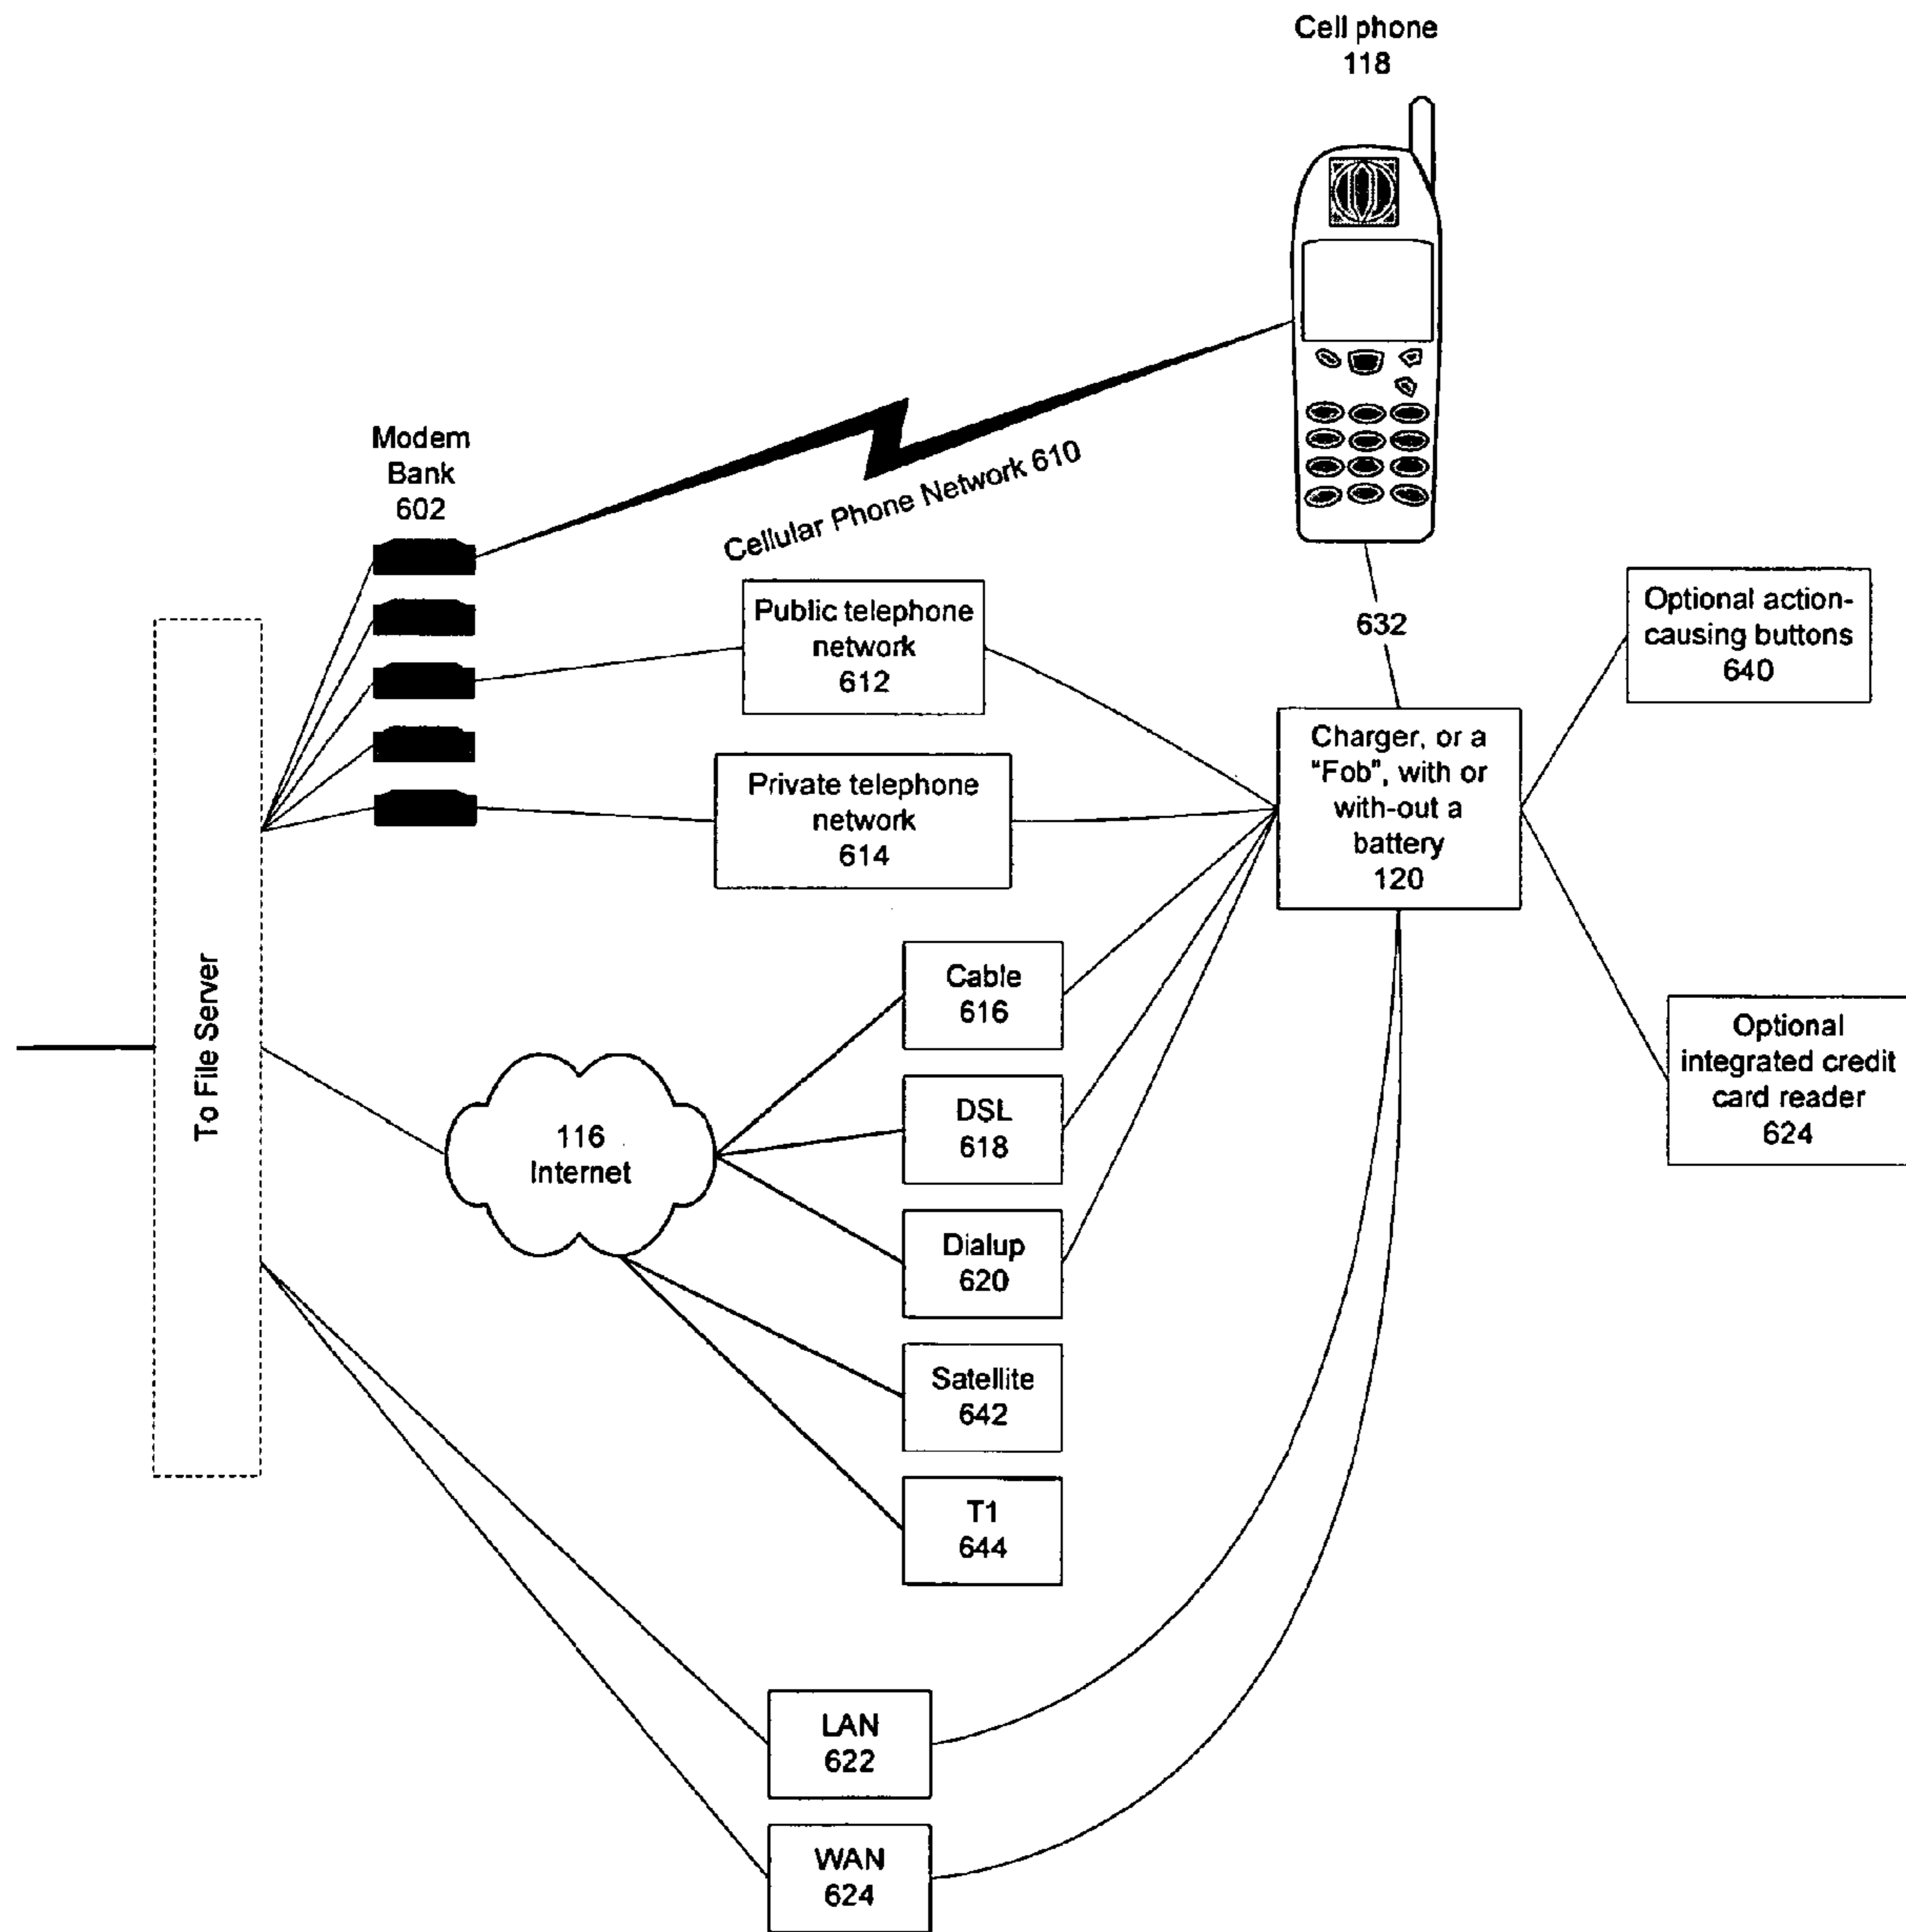 Cell phone
118
Modem
Bank
602
Cellular Phone Network 610
Public telephone
network
612
632
Optional action-
causing buttons
640
Private telephone
network
614
Charger, or a
"Fob", with or
with-out a
battery
120
To File Server
Cable
616
Optional
integrated credit
card reader
624
116
Internet
DSL
618
Dialup
620
Satellite
642
T1
644
LAN
622
WAN
624